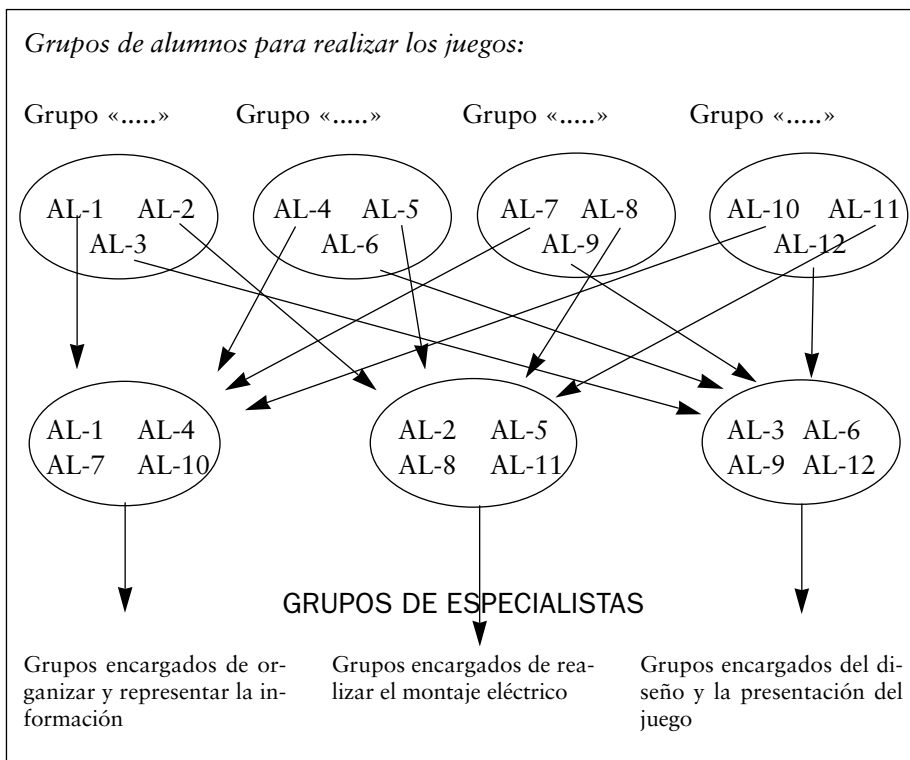 Grupos de alumnos para realizar los juegos:
Grupo «.....» Grupo «.....» Grupo «.....» Grupo «.....»
AL-1 AL-2 AL-4 AL-5 AL-7 AL-8 AL-10 AL-11
AL-3 AL-6 AL-9 AL-12
AL-1 AL-4 AL-2 AL-5 AL-3 AL-6
AL-7 AL-10 AL-8 AL-11 AL-9 AL-12
GRUPOS DE ESPECIALISTAS
Grupos encargados de or-
ganizar y representar la in-
formación
Grupos encargados de rea-
lizar el montaje eléctrico
Grupos encargados del di-
seño y la presentación del
juego